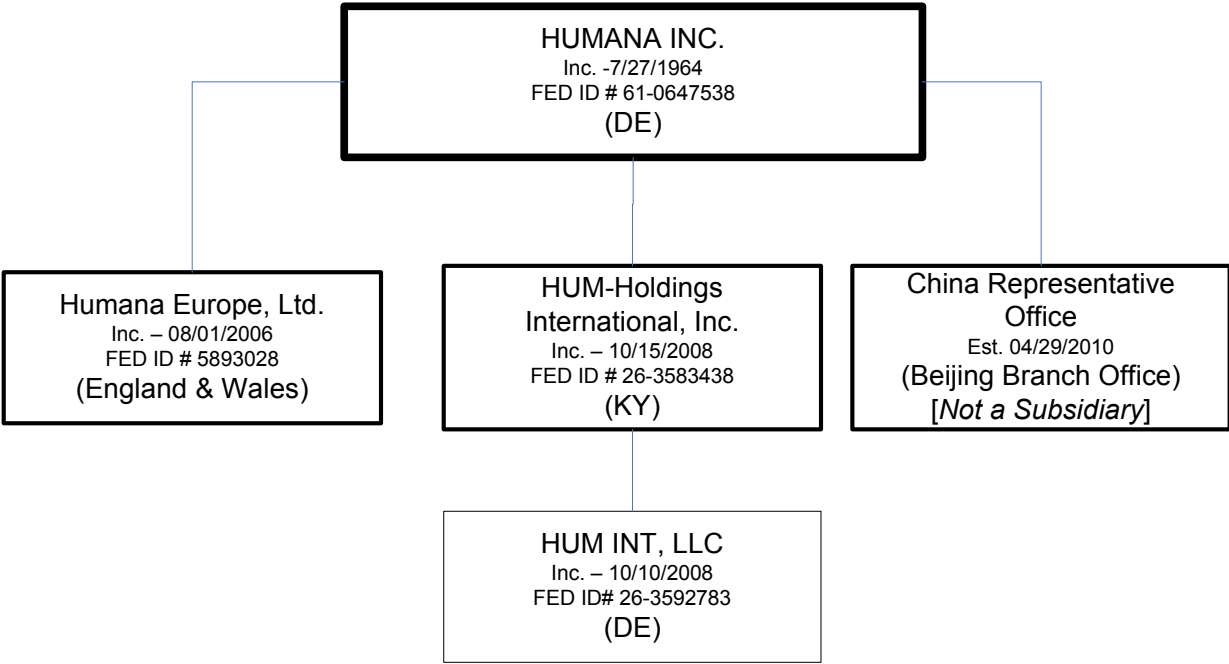 HUMANA INC.
Inc. -7/27/1964
FED ID # 61-0647538
(DE)
Humana Europe, Ltd.
Inc. – 08/01/2006
FED ID # 5893028
(England & Wales)
HUM-Holdings
International, Inc.
Inc. – 10/15/2008
FED ID # 26-3583438
(KY)
China Representative
Office
Est. 04/29/2010
(Beijing Branch Office)
[Not a Subsidiary]
HUM INT, LLC
Inc. – 10/10/2008
FED ID# 26-3592783
(DE)